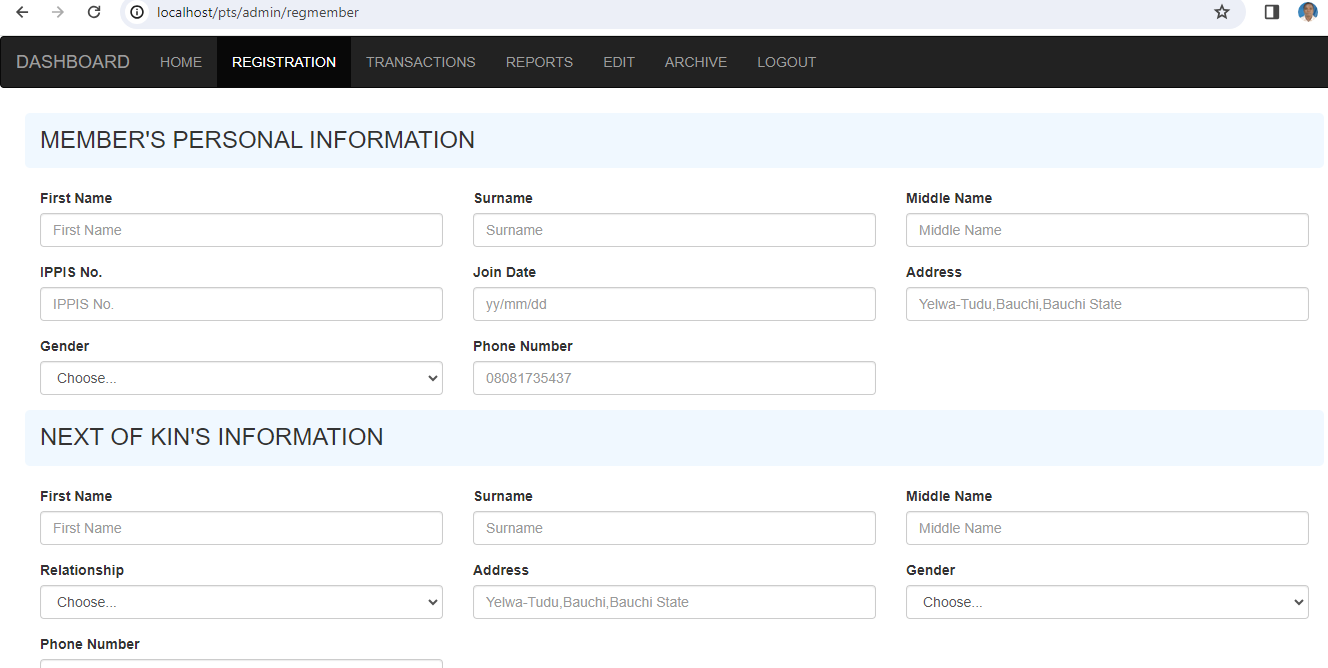 localhost/pts/admin/regmember
DASHBOARD HOME REGISTRATION TRANSACTIONS REPORTS EDIT ARCHIVE LOGOUT
MEMBER'S PERSONAL INFORMATION
First Name Surname Middle Name
First Name Surname Middle Name
IPPIS No. Join Date Address
IPPIS No. yy/mm/dd Yelwa-Tudu,Bauchi,Bauchi State
Gender Phone Number
Choose... 08081735437
NEXT OF KIN'S INFORMATION
First Name Surname Middle Name
First Name Surname Middle Name
Relationship Address Gender
Choose... Yelwa-Tudu,Bauchi,Bauchi State Choose...
Phone Number